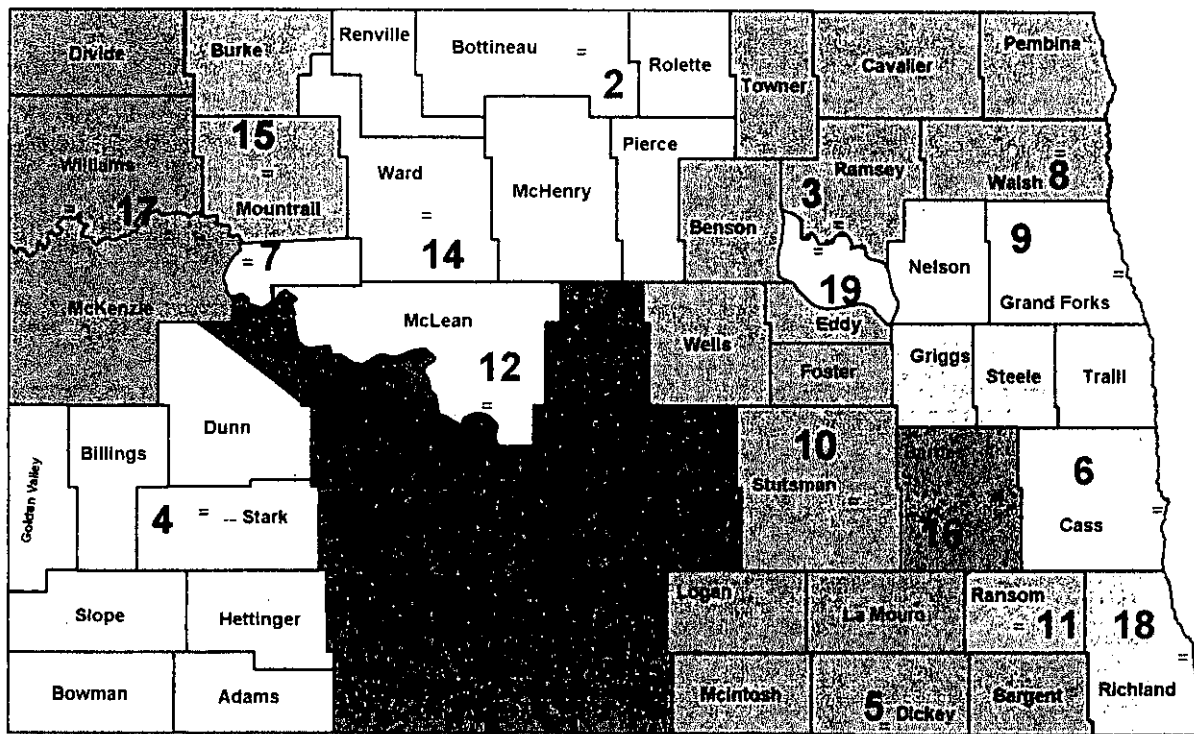 Divide
Burke
Renville
Bottineau
2
Rolette
Towner
Cavalier
Pembina
Williams
15
Mountrail
Ward
McHenry
Pierce
Benson
3
Ramsey
Walsh 8
17
7
14
19
Nelson
9
Grand Forks
McKenzie
McLean
12
Wells
Eddy
Foster
Griggs
Steele
Traill
Golden Valley
Billings
Dunn
10
Stutsman
Barnes
16
6
Cass
4
Stark
Slope
Hettinger
Logan
La Moure
Ransom
11
18
Bowman
Adams
McIntosh
5 Dickey
Sargent
Richland